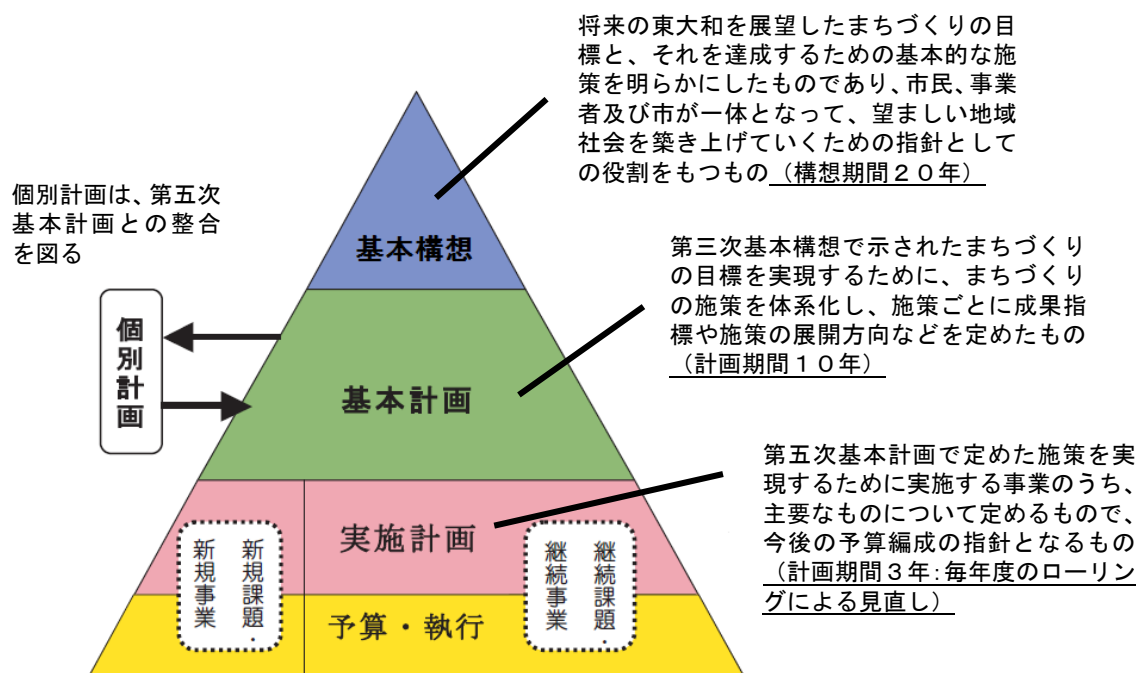 将来の東大和を展望したまちづくりの目
標と、それを達成するための基本的な施
策を明らかにしたものであり、市民、事業
者及び市が一体となって、望ましい地域
社会を築き上げていくための指針として
の役割をもつもの（構想期間２０年）
個別計画は、第五次
基本計画との整合
を図る
基本構想
第三次基本構想で示されたまちづくり
の目標を実現するために、まちづくり
の施策を体系化し、施策ごとに成果指
標や施策の展開方向などを定めたもの
（計画期間１０年）
個別計画
基本計画
第五次基本計画で定めた施策を実
現するために実施する事業のうち、
主要なものについて定めるもので、
今後の予算編成の指針となるもの
（計画期間３年：毎年度のローリン
グによる見直し）
実施計画
新規課題・
新規事業
継続課題・
継続事業
予算・執行